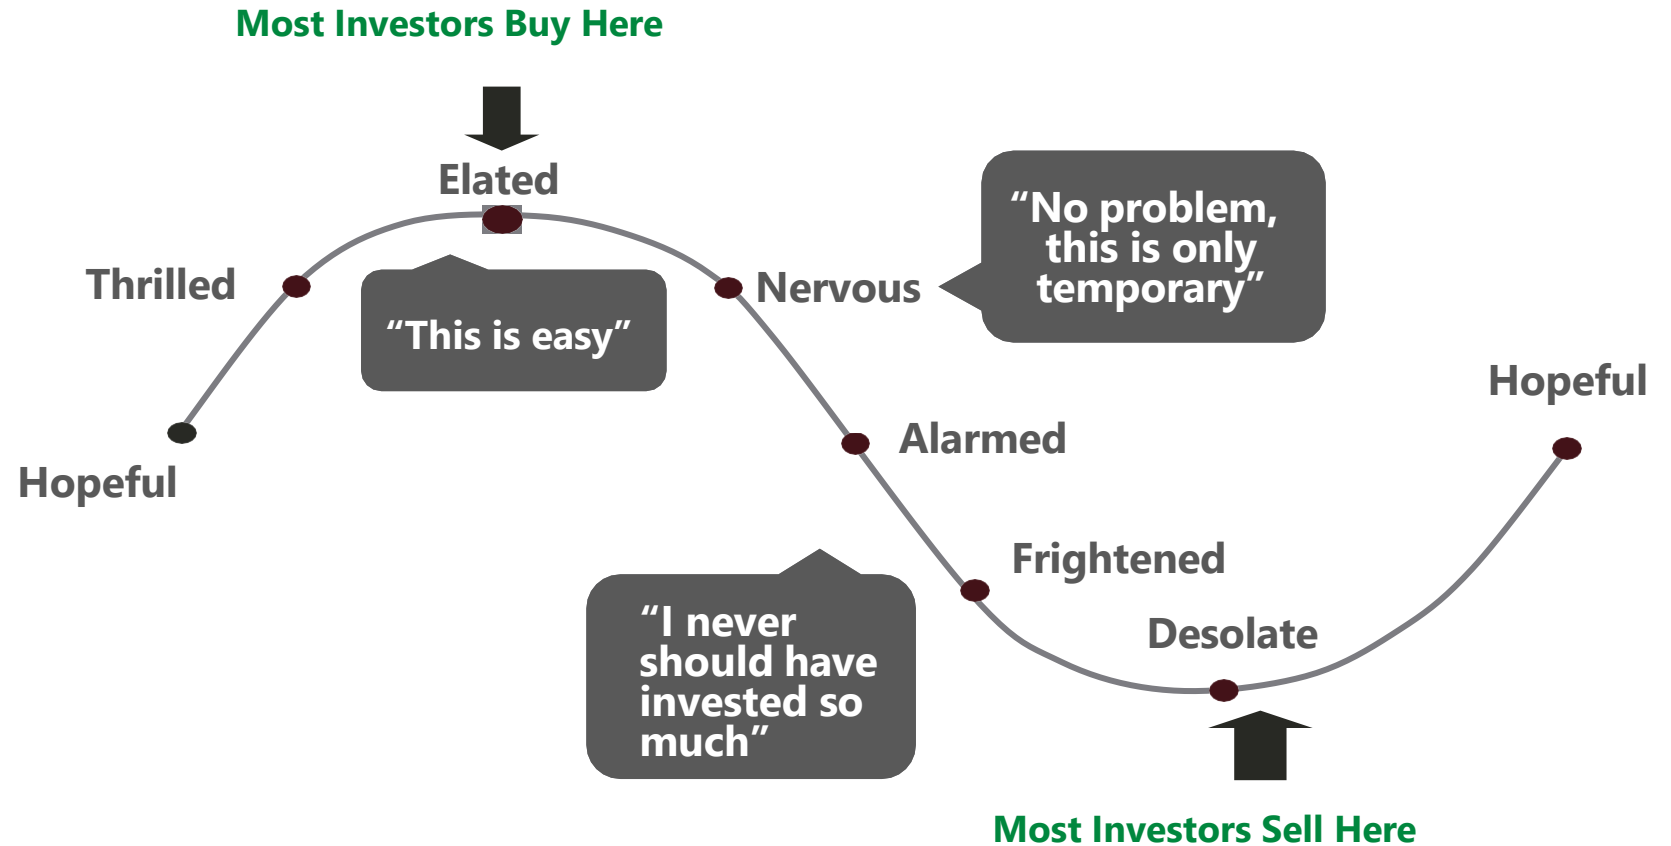 Most Investors Buy Here
Elated
“No problem,
this is only
temporary”
Thrilled
Nervous
“This is easy”
Hopeful
Hopeful
Alarmed
Frightened
“I never
should have
invested so
much”
Desolate
Most Investors Sell Here